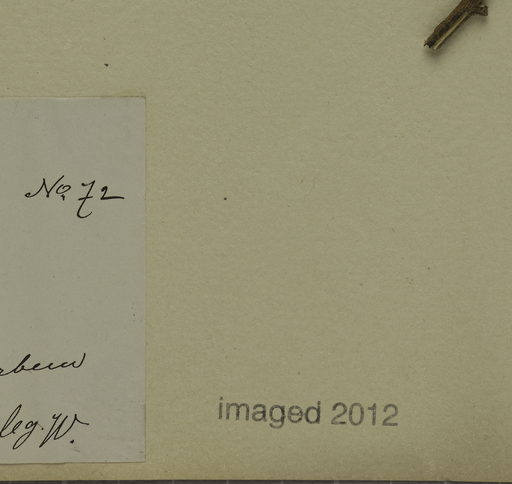 No. 72
leg. W.
imaged 2012